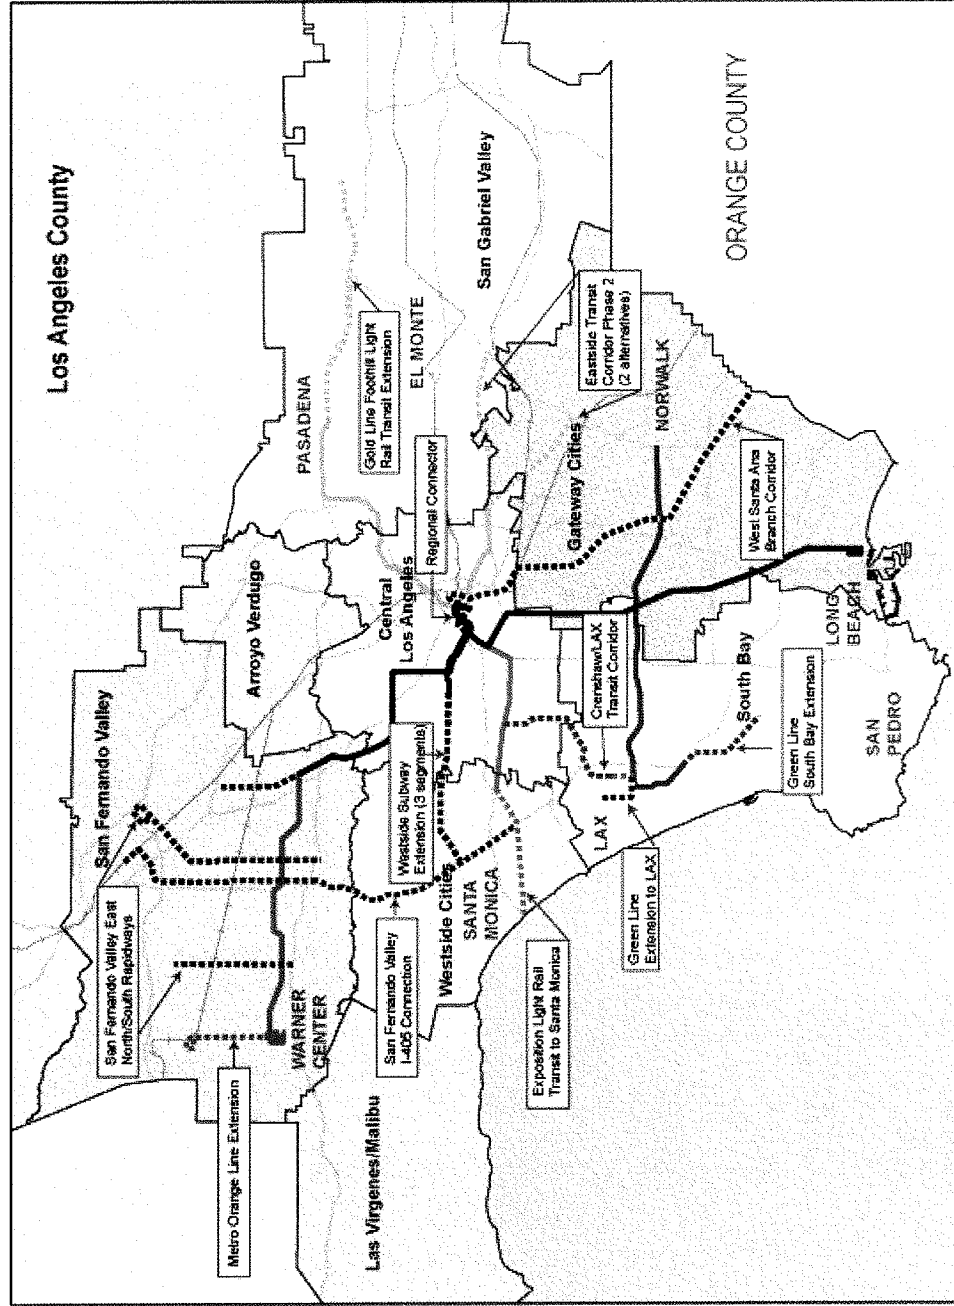 Los Angeles County
San Fernando Valley East
North/South Rapidways
San Fernando Valley
Metro Orange Line Extension
WARNER
CENTER
Arroyo Verdugo
PASADENA
Gold Line Foothill Light
Rail Transit Extension
San Fernando Valley
I-405 Connection
Las Virgenes/Malibu
Westside Subway
Extension (3 segments)
Central
Los Angeles
Regional Connector
EL MONTE
San Gabriel Valley
Westside Cities
SANTA
MONICA
Exposition Light Rail
Transit to Santa Monica
LAX
Green Line
Extension to LAX
Crenshaw/LAX
Transit Corridor
Gateway Cities
Eastside Transit
Corridor Phase 2
(2 alternatives)
NORWALK
ORANGE COUNTY
South Bay
West Santa Ana
Branch Corridor
Green Line
South Bay Extension
LONG
BEACH
SAN
PEDRO